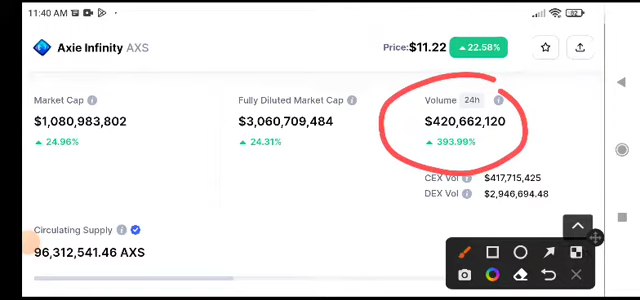 11:40 AM
82
Axie Infinity AXS
Price: $11.22 22.58%
Market Cap
$1,080,983,802
24.96%
Fully Diluted Market Cap
$3,060,709,484
24.31%
Volume 24h
$420,662,120
393.99%
CEX Vol $417,715,425
DEX Vol $2,946,694.48
Circulating Supply
96,312,541.46 AXS